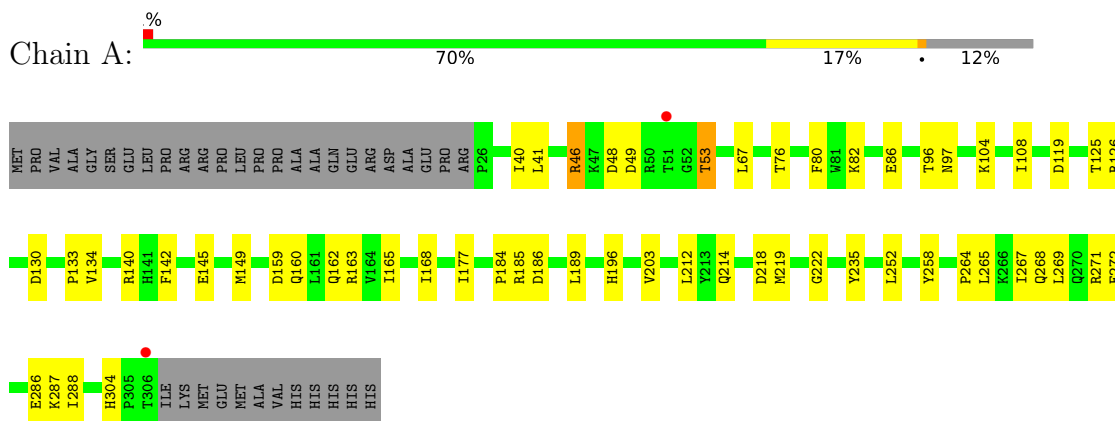 .%
Chain A:
70% 17% • 12%
MET PRO VAL ALA GLY SER GLU LEU PRO ARG ARG PRO LEU PRO PRO ALA ALA GLN GLU ARG ASP ALA GLU PRO ARG P26 I40 L41 R46 K47 D48 D49 R50 T51 G52 T53 L67 T76 F80 W81 K82 E86 T96 N97 K104 I108 D119 T125
D130 P133 V134 R140 H141 F142 E145 M149 D159 Q160 L161 Q162 R163 V164 I165 I168 I177 P184 R185 D186 L189 H196 V203 L212 Y213 Q214 D218 M219 G222 Y235 L252 Y258 P264 L265 K266 I267 Q268 L269 Q270 R271
E286 K287 I288 H304 P305 T306 ILE LYS MET GLU MET ALA VAL HIS HIS HIS HIS HIS